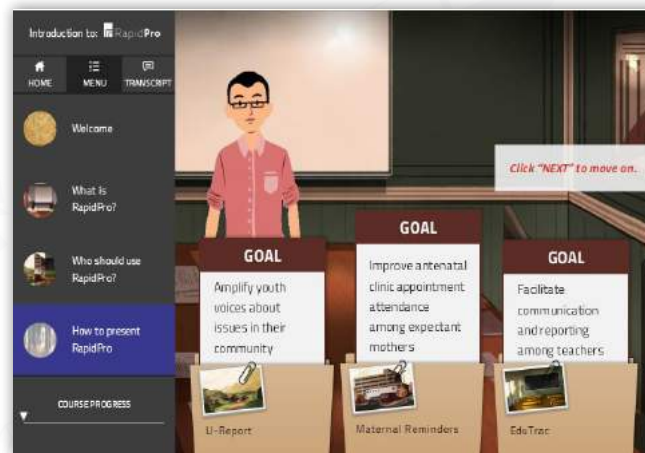 Introduction to: RapidPro
HOME
MENU
TRANSCRIPT
Welcome
What is
RapidPro?
Who should use
RapidPro?
How to present
RapidPro
COURSE PROGRESS
Click "NEXT" to move on.
GOAL
Amplify youth
voices about
issues in their
community
U-Report
GOAL
Improve antenatal
clinic appointment
attendance
among expectant
mothers
Maternal Reminders
GOAL
Facilitate
communication
and reporting
among teachers
EduTrac